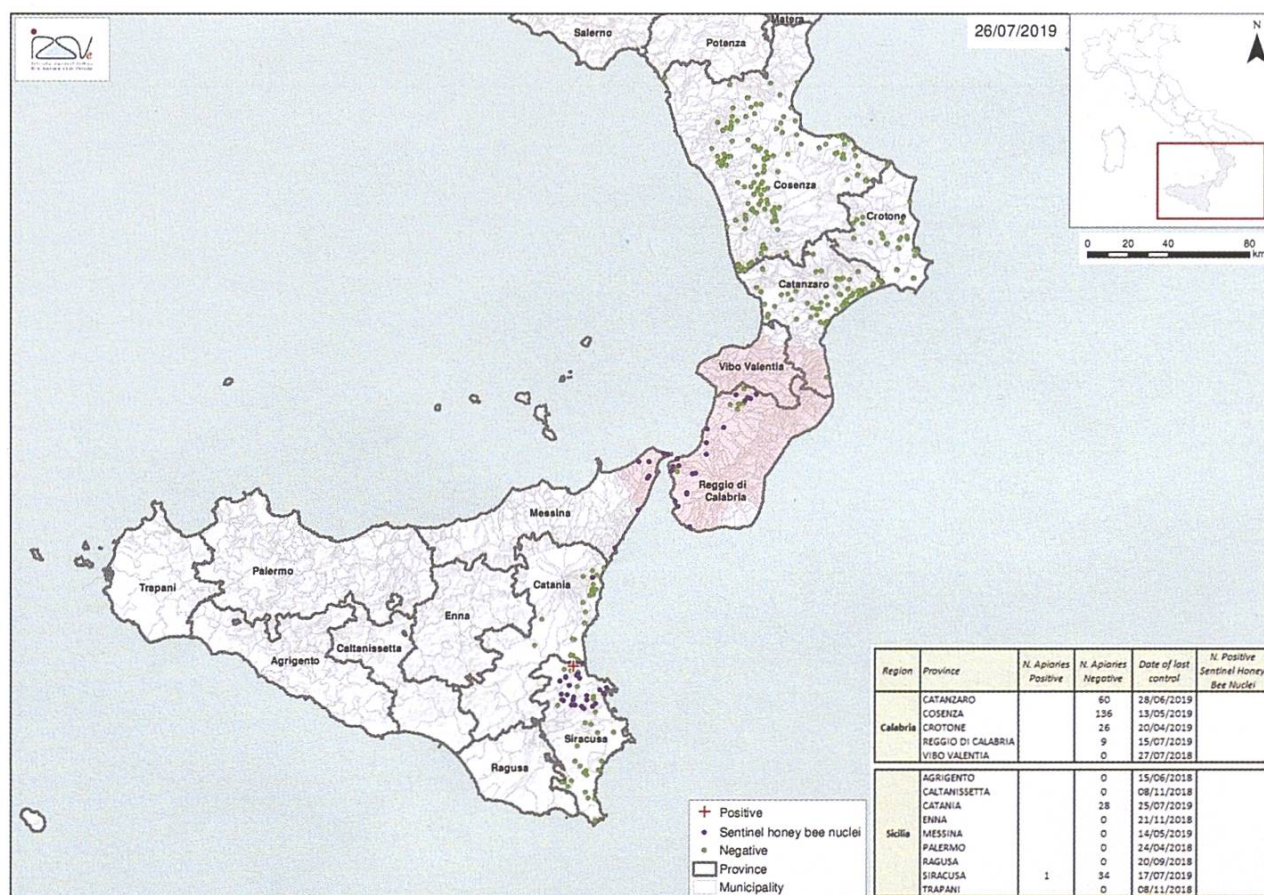 IZSVe
26/07/2019
N
Matera
Salerno
Potenza
Cosenza
Crotone
0 20 40 80
km
Catanzaro
Vibo Valentia
Reggio di
Calabria
Messina
Palermo
Trapani
Catania
Enna
Caltanissetta
Agrigento
Siracusa
Ragusa
Positive
Sentinel honey bee nuclei
Negative
Province
Municipality
Region Province N. Apiaries Positive N. Apiaries Negative Date of last control N. Positive Sentinel Honey Bee Nuclei
Calabria
CATANZARO 60 28/06/2019
COSENZA 136 13/05/2019
CROTONE 26 20/04/2019
REGGIO DI CALABRIA 9 15/07/2019
VIBO VALENTIA 0 27/07/2018
Sicilia
AGRIGENTO 0 15/06/2018
CALTANISSETTA 0 08/11/2018
CATANIA 28 25/07/2019
ENNA 0 21/11/2018
MESSINA 0 14/05/2019
PALERMO 0 24/04/2018
RAGUSA 0 20/09/2018
SIRACUSA 1 34 17/07/2019
TRAPANI 0 08/11/2018